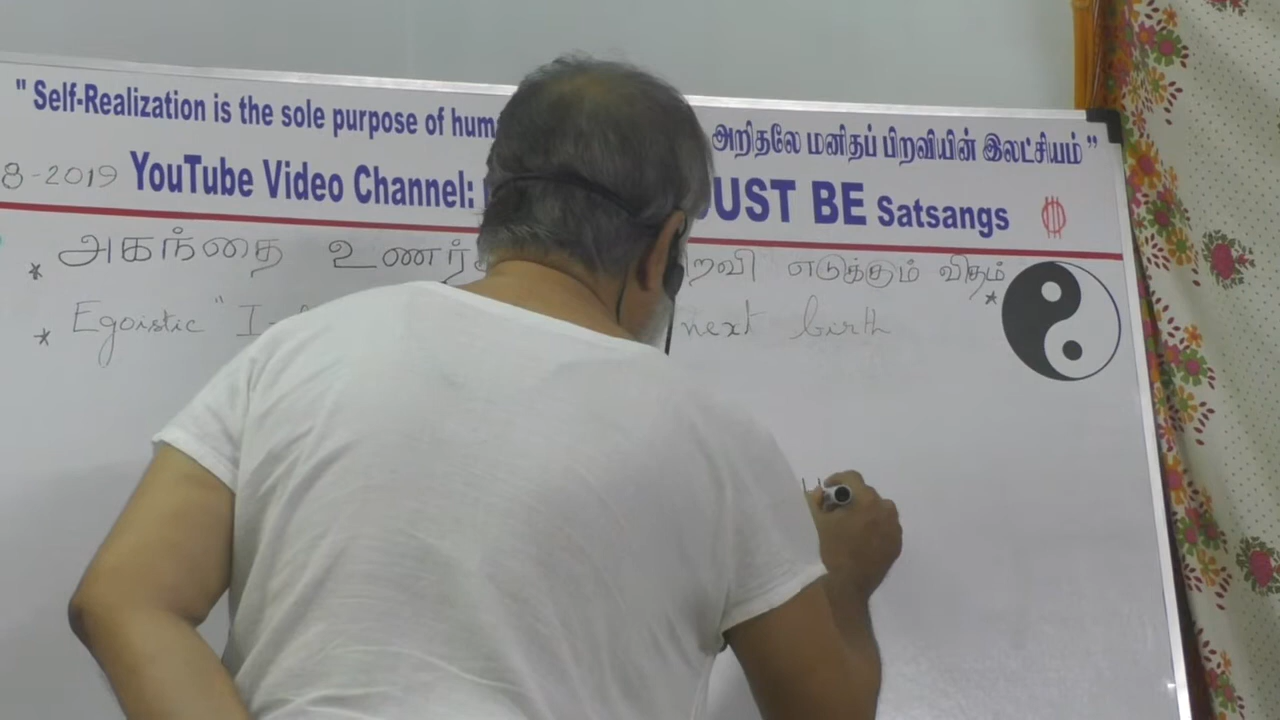 " Self-Realization is the sole purpose of hum அறிதலே மனிதப் பிறவியின் இலட்சியம் "
8-2019 YouTube Video Channel: UST BE Satsangs
* அகந்தை உணர் றவி எடுக்கும் விதம் *
* Egoistic " I- next birth